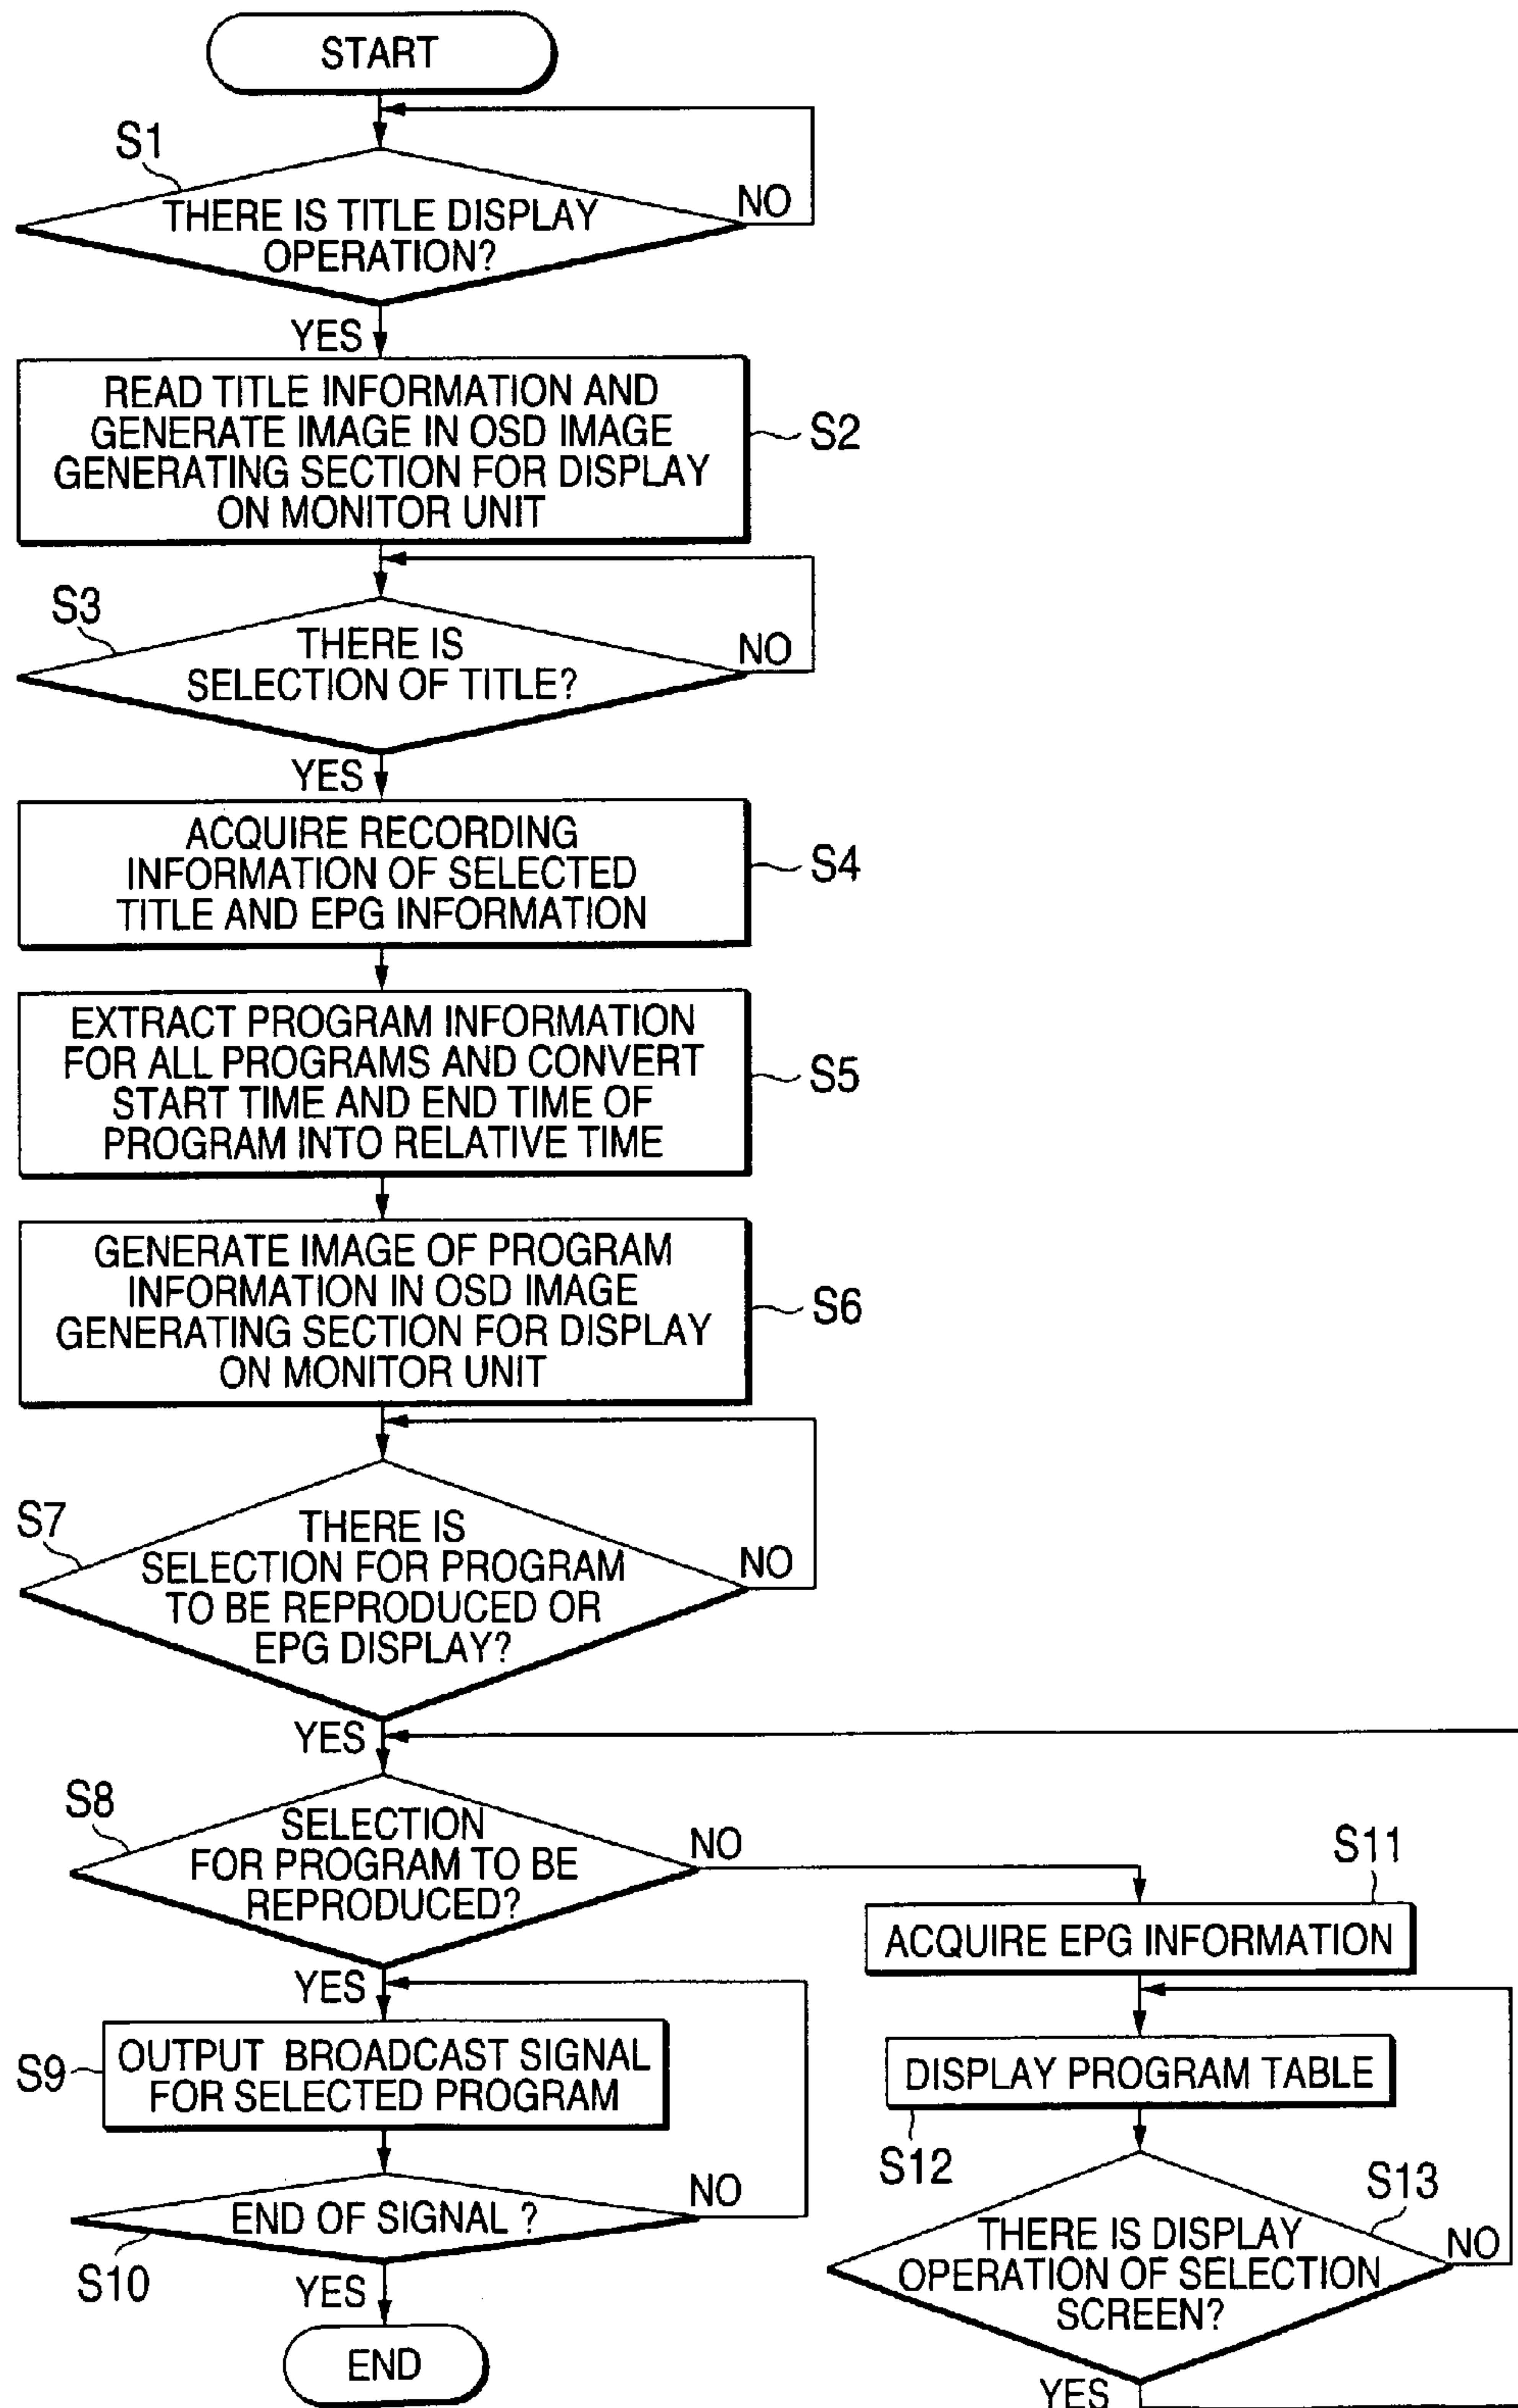 START
S1
THERE IS TITLE DISPLAY
OPERATION?
NO
YES
READ TITLE INFORMATION AND
GENERATE IMAGE IN OSD IMAGE
GENERATING SECTION FOR DISPLAY
ON MONITOR UNIT
S2
S3
THERE IS
SELECTION OF TITLE?
NO
YES
ACQUIRE RECORDING
INFORMATION OF SELECTED
TITLE AND EPG INFORMATION
S4
EXTRACT PROGRAM INFORMATION
FOR ALL PROGRAMS AND CONVERT
START TIME AND END TIME OF
PROGRAM INTO RELATIVE TIME
S5
GENERATE IMAGE OF PROGRAM
INFORMATION IN OSD IMAGE
GENERATING SECTION FOR DISPLAY
ON MONITOR UNIT
S6
S7
THERE IS
SELECTION FOR PROGRAM
TO BE REPRODUCED OR
EPG DISPLAY?
NO
YES
S8
SELECTION
FOR PROGRAM TO BE
REPRODUCED?
NO
YES
S9
OUTPUT BROADCAST SIGNAL
FOR SELECTED PROGRAM
END OF SIGNAL ?
NO
S10
YES
END
S11
ACQUIRE EPG INFORMATION
DISPLAY PROGRAM TABLE
S12
S13
THERE IS DISPLAY
OPERATION OF SELECTION
SCREEN?
NO
YES